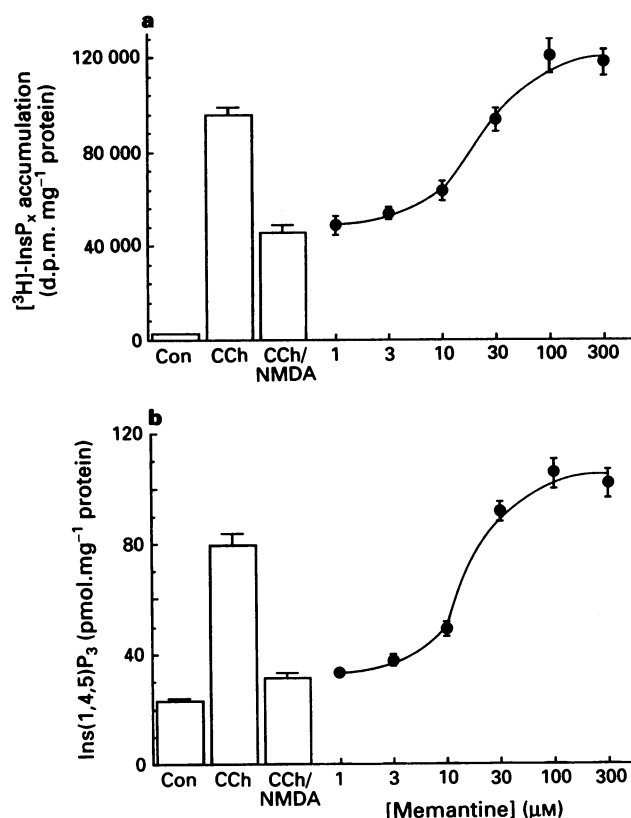 a
[³H]-InsPₓ accumulation
(d.p.m. mg⁻¹ protein)
120 000
80 000
40 000
0
Con
CCh
CCh/
NMDA
1
3
10
30
100
300
b
Ins(1,4,5)P₃ (pmol.mg⁻¹ protein)
120
80
40
0
Con
CCh
CCh/
NMDA
1
3
10
30
100
300
[Memantine] (μM)